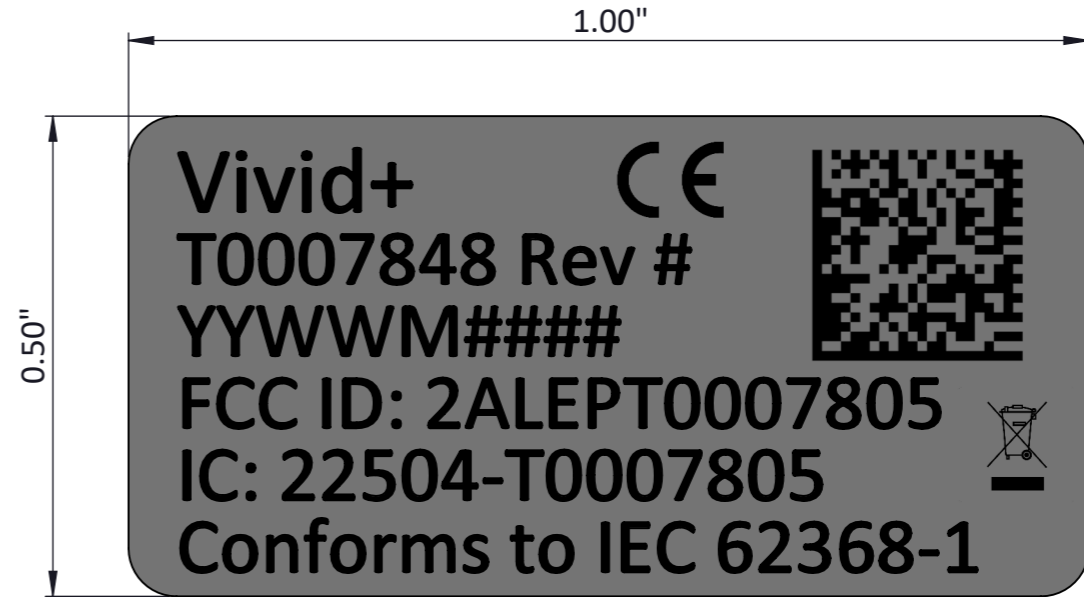 1.00"
0.50"
Vivid+ CE
T0007848 Rev #
YYWWM####
FCC ID: 2ALEPT0007805
IC: 22504-T0007805
Conforms to IEC 62368-1